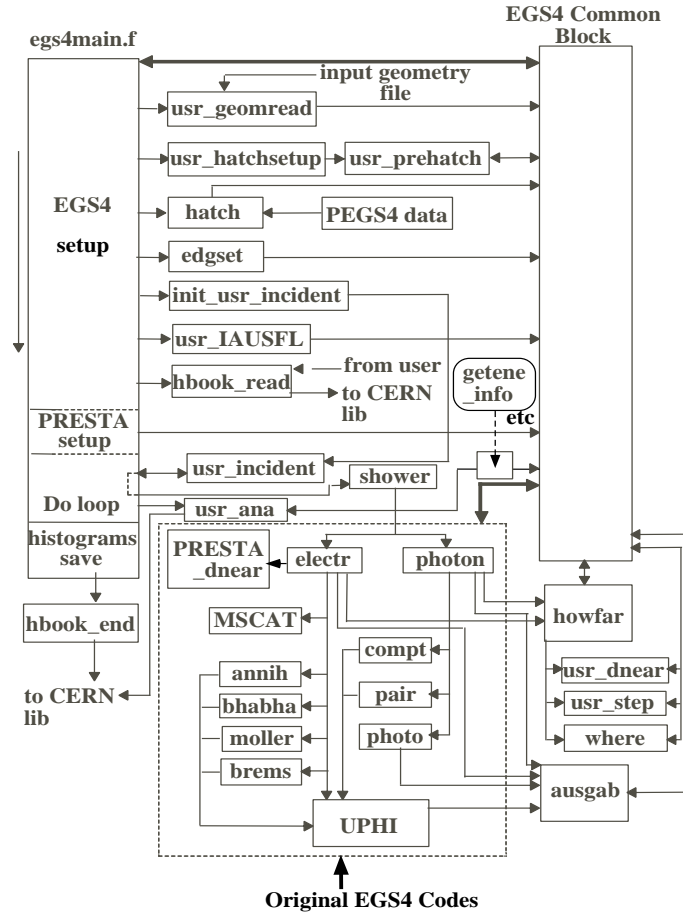 EGS4 Common
Block
egs4main.f
input geometry
file
usr_geomread
usr_hatchsetup
usr_prehatch
EGS4
setup
hatch
PEGS4 data
edgset
init_usr_incident
usr_IAUSFL
from user
hbook_read
to CERN
lib
getene
_info
etc
PRESTA
setup
usr_incident
shower
Do loop
usr_ana
histograms
save
PRESTA
_dnear
electr
photon
hbook_end
MSCAT
howfar
compt
annih
usr_dnear
to CERN
lib
bhabha
pair
usr_step
moller
photo
where
brems
ausgab
UPHI
Original EGS4 Codes